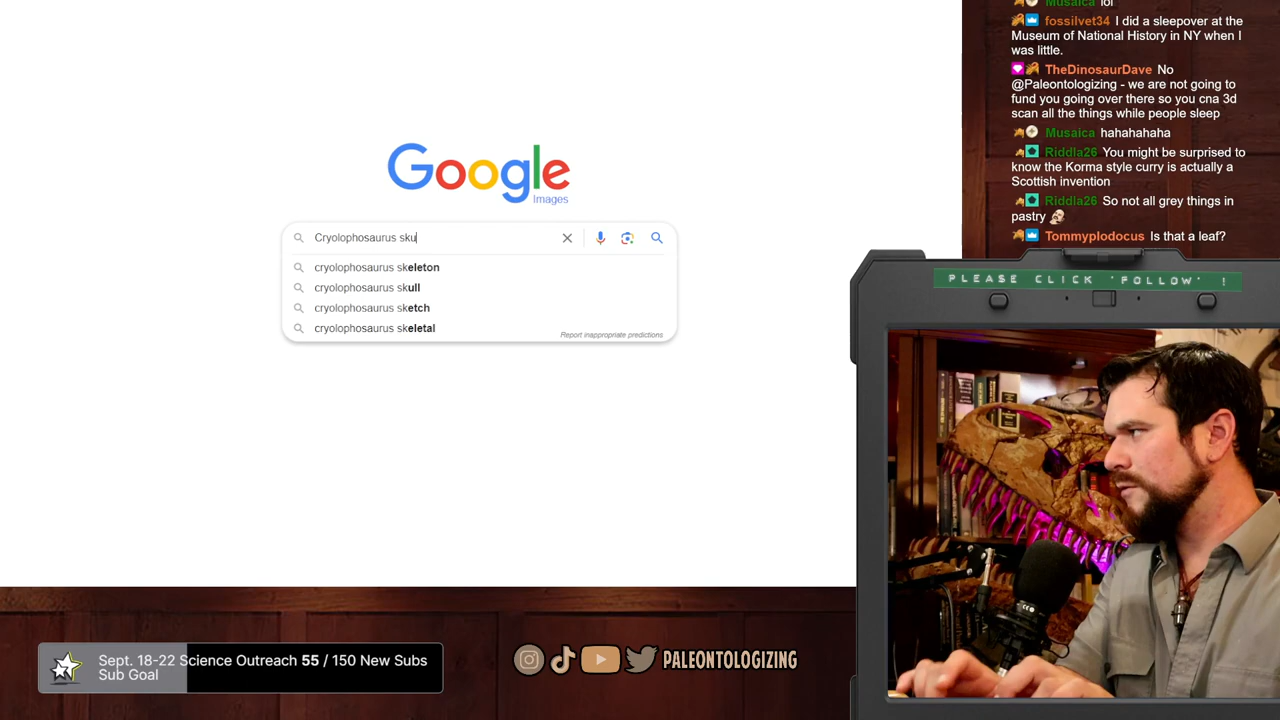 Google
Images
Cryolophosaurus sku
cryolophosaurus skeleton
cryolophosaurus skull
cryolophosaurus sketch
cryolophosaurus skeletal
Report inappropriate predictions
Musaica lol
fossilvet34 I did a sleepover at the
Museum of National History in NY when I
was little.
TheDinosaurDave No
@Paleontologizing - we are not going to
fund you going over there so you cna 3d
scan all the things while people sleep
Musaica hahahahaha
Riddla26 You might be surprised to
know the Korma style curry is actually a
Scottish invention
Riddla26 So not all grey things in
pastry
Tommyplodocus Is that a leaf?
PLEASE CLICK "FOLLOW" !
Sept. 18-22 Science Outreach 55 / 150 New Subs
Sub Goal
PALEONTOLOGIZING